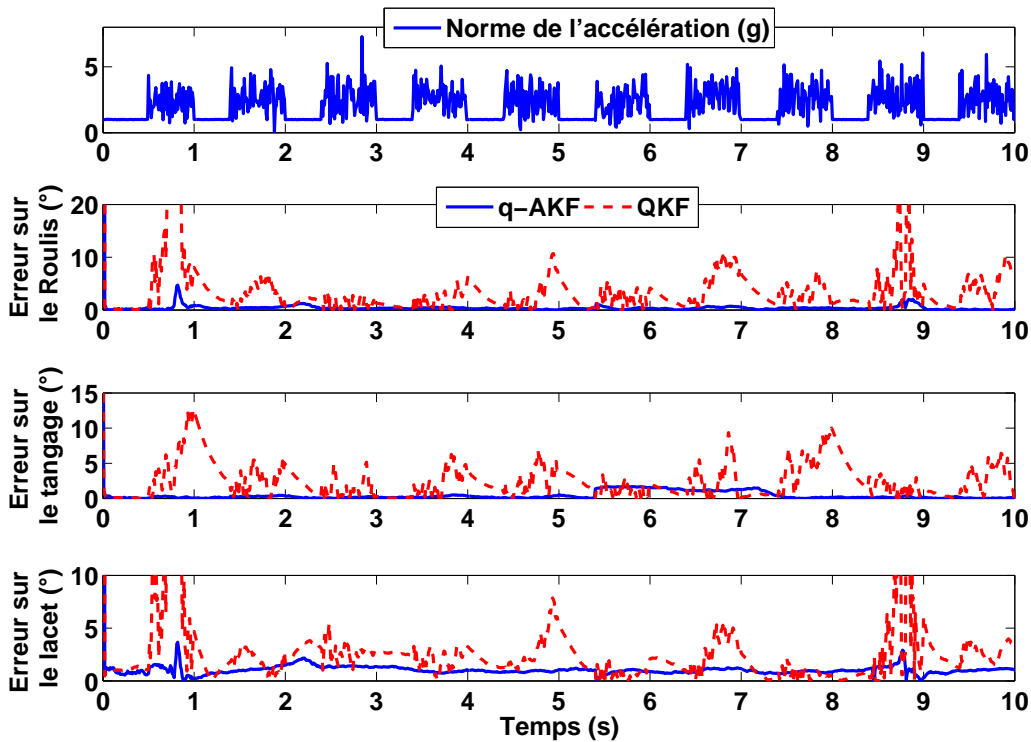 Norme de l'accélération (g)
5
0
0 1 2 3 4 5 6 7 8 9 10
Erreur sur
le Roulis (°)
q−AKF QKF
20
10
0
0 1 2 3 4 5 6 7 8 9 10
Erreur sur
le tangage (°)
15
10
5
0
0 1 2 3 4 5 6 7 8 9 10
Erreur sur
le lacet (°)
10
5
0
0 1 2 3 4 5 6 7 8 9 10
Temps (s)